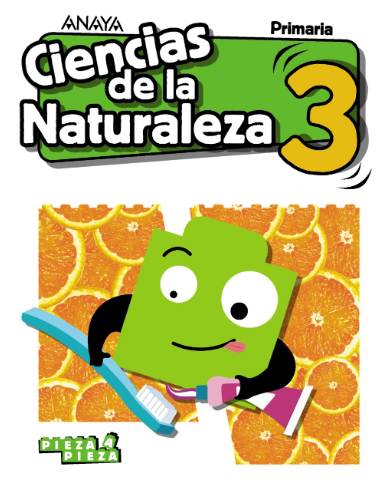 ANAYA
Primaria
Ciencias
de la
Naturaleza
3
PIEZA A
PIEZA